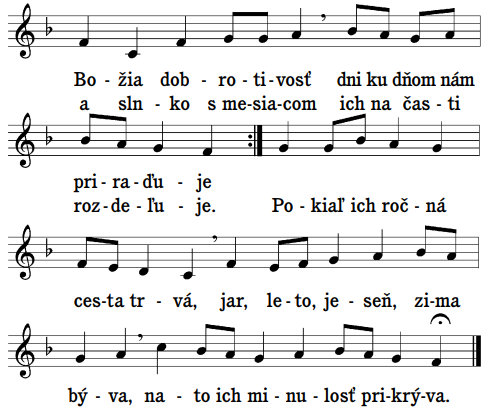 Bo - žia dob - ro - ti - vosť dni ku dňom nám
a sln - ko s me - sia - com ich na čas - ti
pri - ra - ďu - je
roz - de - ľu - je. Po - kiaľ ich roč - ná
ces - ta tr - vá, jar, le - to, je - seň, zi - ma
bý - va, na - to ich mi - nu - losť pri - krý - va.